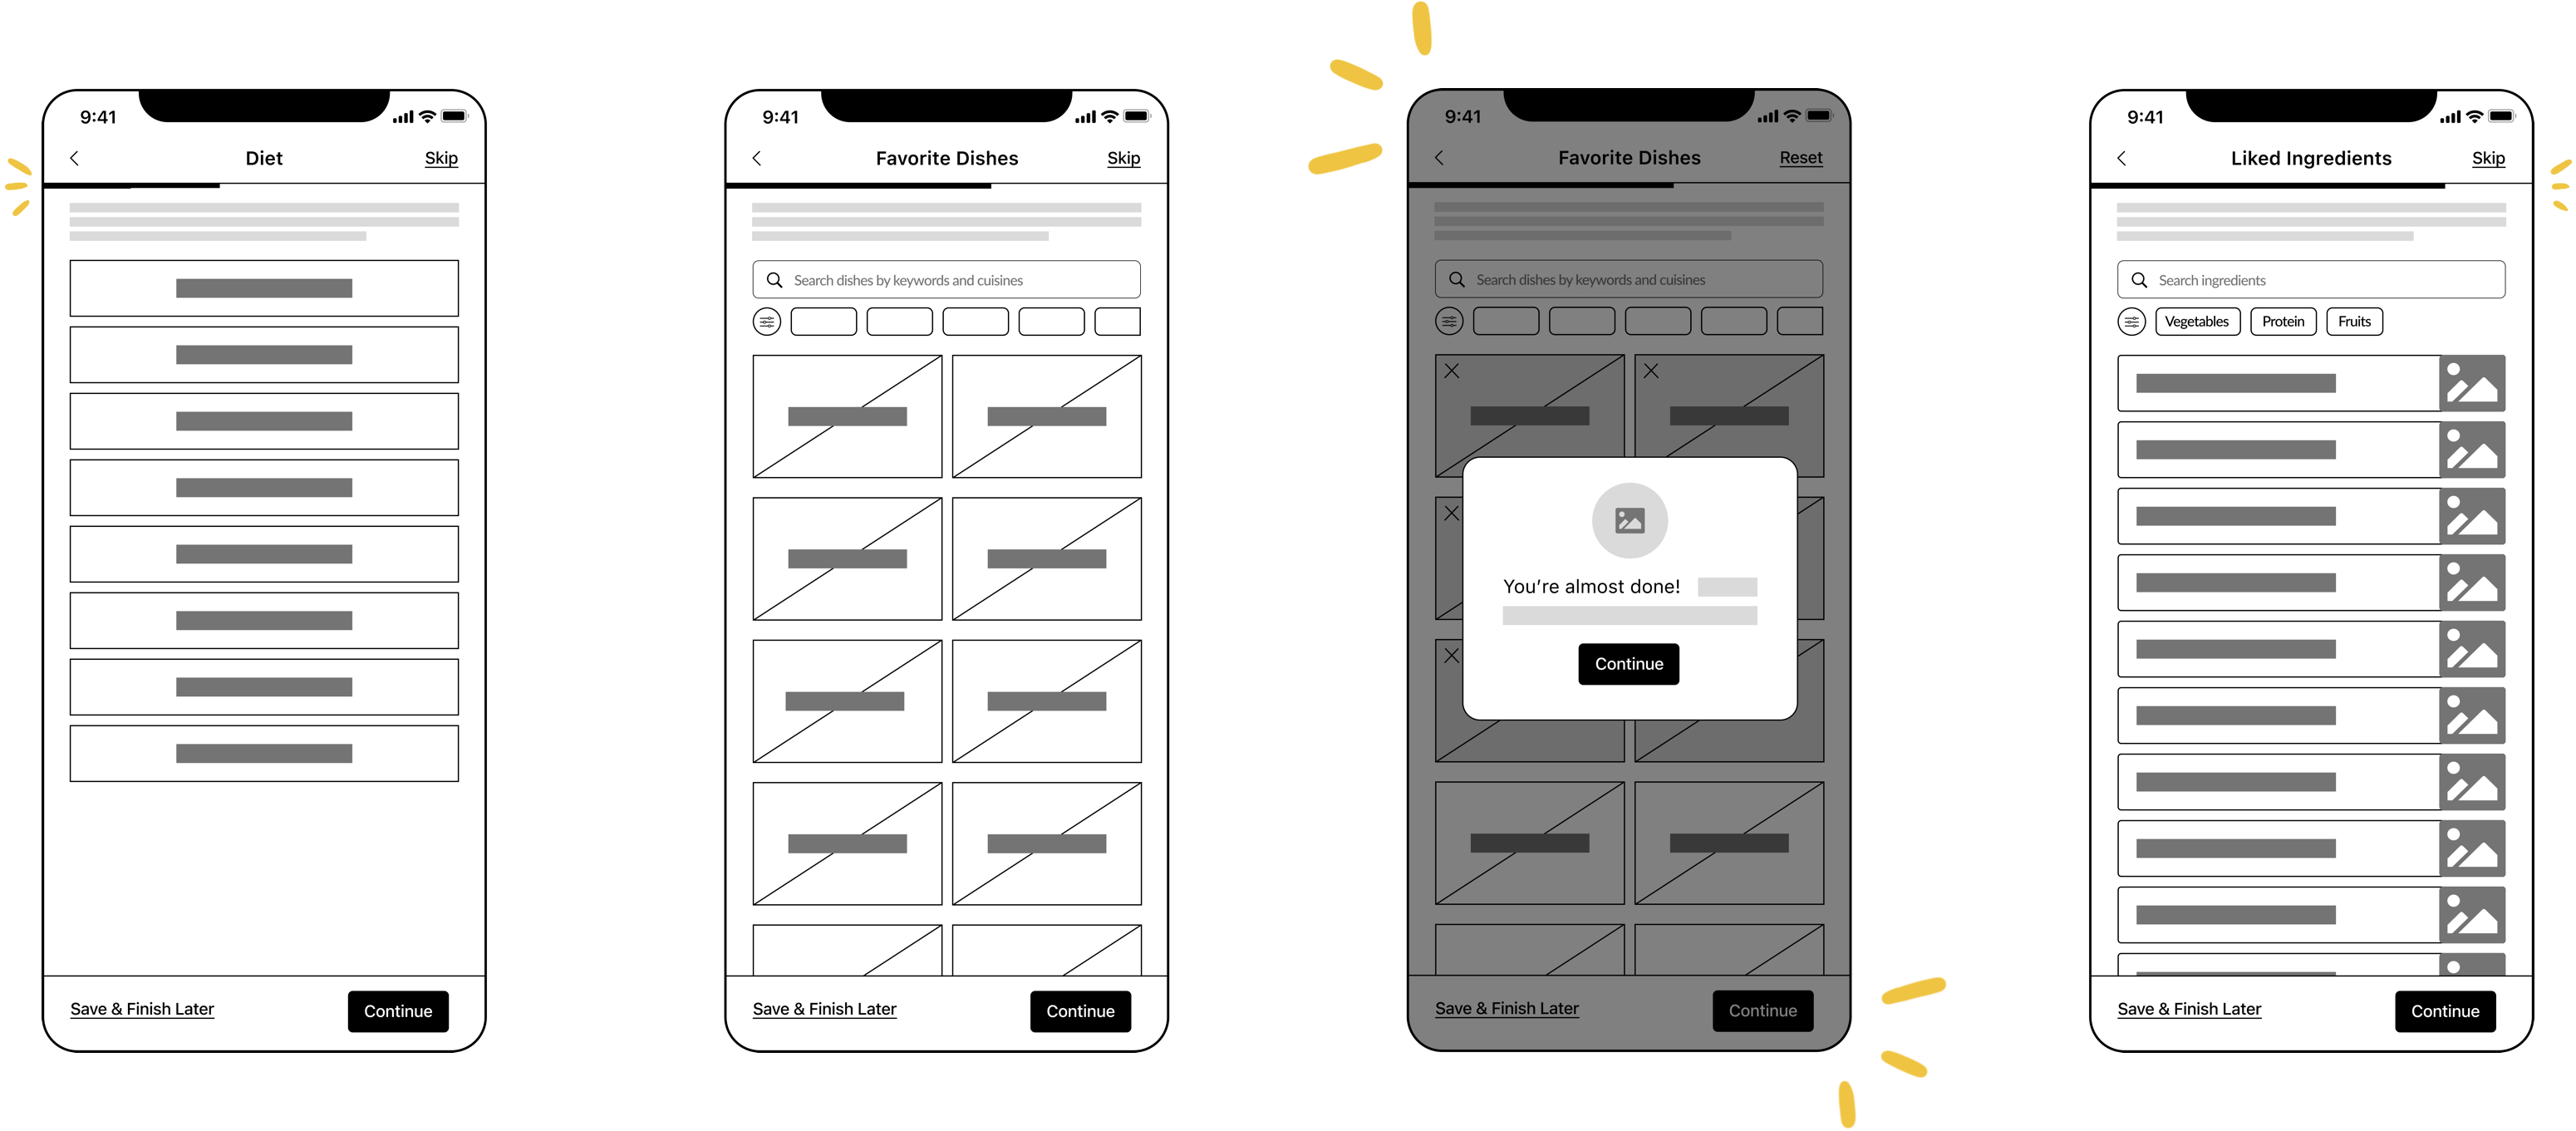 9:41
Diet
Skip
Save & Finish Later
Continue
9:41
Favorite Dishes
Skip
Search dishes by keywords and cuisines
Save & Finish Later
Continue
9:41
Favorite Dishes
Reset
Search dishes by keywords and cuisines
You're almost done!
Continue
Save & Finish Later
Continue
9:41
Liked Ingredients
Skip
Search ingredients
Vegetables
Protein
Fruits
Save & Finish Later
Continue